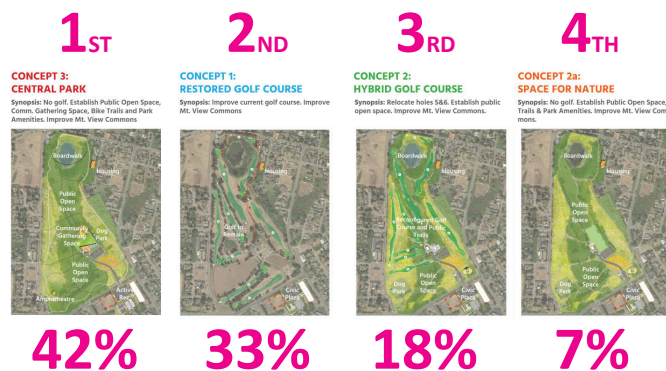 1ST
2ND
3RD
4TH
CONCEPT 3:
CENTRAL PARK
Synopsis: No golf. Establish Public Open Space,
Comm. Gathering Space, Bike Trails and Park
Amenities. Improve Mt. View Commons
CONCEPT 1:
RESTORED GOLF COURSE
Synopsis: Improve current golf course. Improve
Mt. View Commons
CONCEPT 2:
HYBRID GOLF COURSE
Synopsis: Relocate holes 5&6. Establish public
open space. Improve Mt. View Commons.
CONCEPT 2a:
SPACE FOR NATURE
Synopsis: No golf. Establish Public Open Space,
Trails & Park Amenities. Improve Mt. View Com
mons.
Boardwalk
Housing
Public
Open
Space
Community
Gathering
Space
Dog
Park
Public
Open
Space
Amphitheatre
Active
Rec
Housing
Golf to
Remain
Civic
Plaza
Boardwalk
Housing
Reconfigured Golf
Course and Public
Trails
Dog
Park
Public
Open
Space
Civic
Plaza
Boardwalk
Housing
Public
Open
Space
Dog
Park
Public
Open
Space
Civic
Plaza
42%
33%
18%
7%